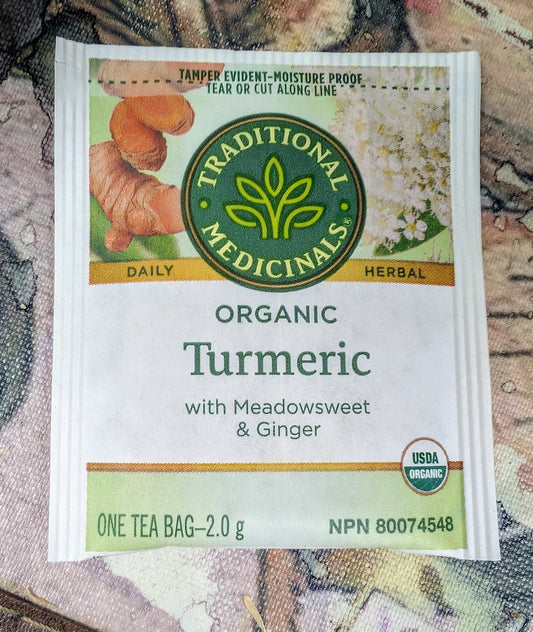 TAMPER EVIDENT-MOISTURE PROOF
TEAR OR CUT ALONG LINE
TRADITIONAL
MEDICINALS®
DAILY
HERBAL
ORGANIC
Turmeric
with Meadowsweet
& Ginger
USDA
ORGANIC
ONE TEA BAG–2.0 g
NPN 80074548